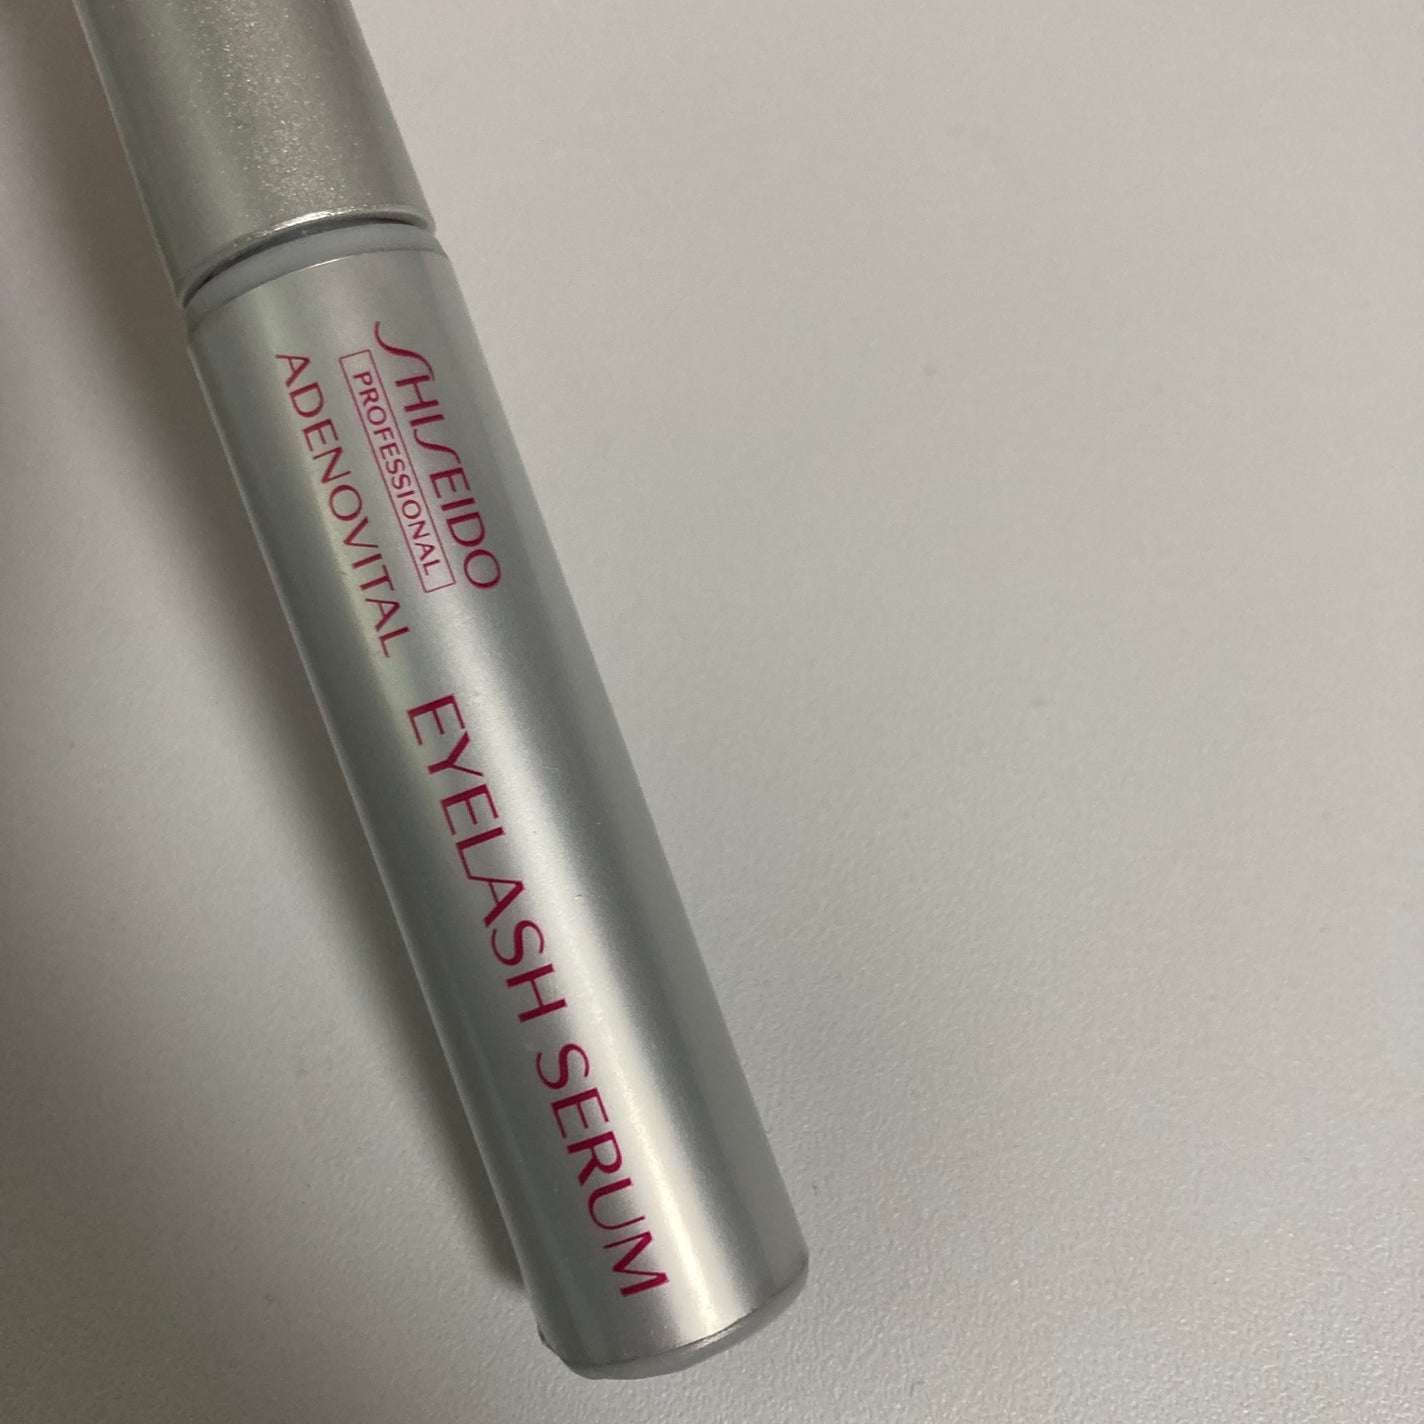 SHISEIDO
PROFESSIONAL
ADENOVITAL
EYELASH SERUM